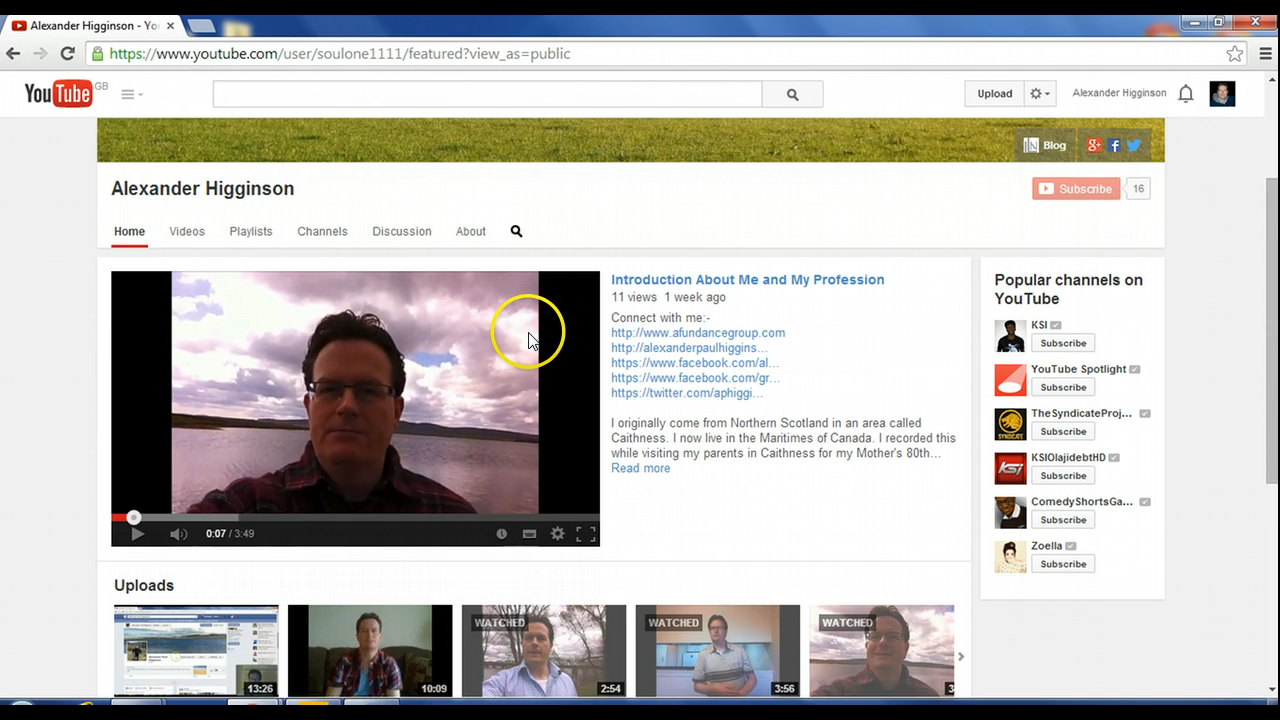 Alexander Higginson - Yo
https://www.youtube.com/user/soulone1111/featured?view_as=public
YouTube GB
Upload
Alexander Higginson
Blog
Alexander Higginson
Subscribe 16
Home Videos Playlists Channels Discussion About
Introduction About Me and My Profession
11 views 1 week ago
Connect with me:-
http://www.afundancegroup.com
http://alexanderpaulhiggins...
https://www.facebook.com/al...
https://www.facebook.com/gr...
https://twitter.com/aphiggi...
I originally come from Northern Scotland in an area called
Caithness. I now live in the Maritimes of Canada. I recorded this
while visiting my parents in Caithness for my Mother's 80th...
Read more
0:07 / 3:49
Popular channels on
YouTube
KSI
Subscribe
YouTube Spotlight
Subscribe
TheSyndicateProj...
Subscribe
KSIOlajidebtHD
Subscribe
ComedyShortsGa...
Subscribe
Zoella
Subscribe
Uploads
WATCHED WATCHED WATCHED
13:26 10:09 2:54 3:56 3